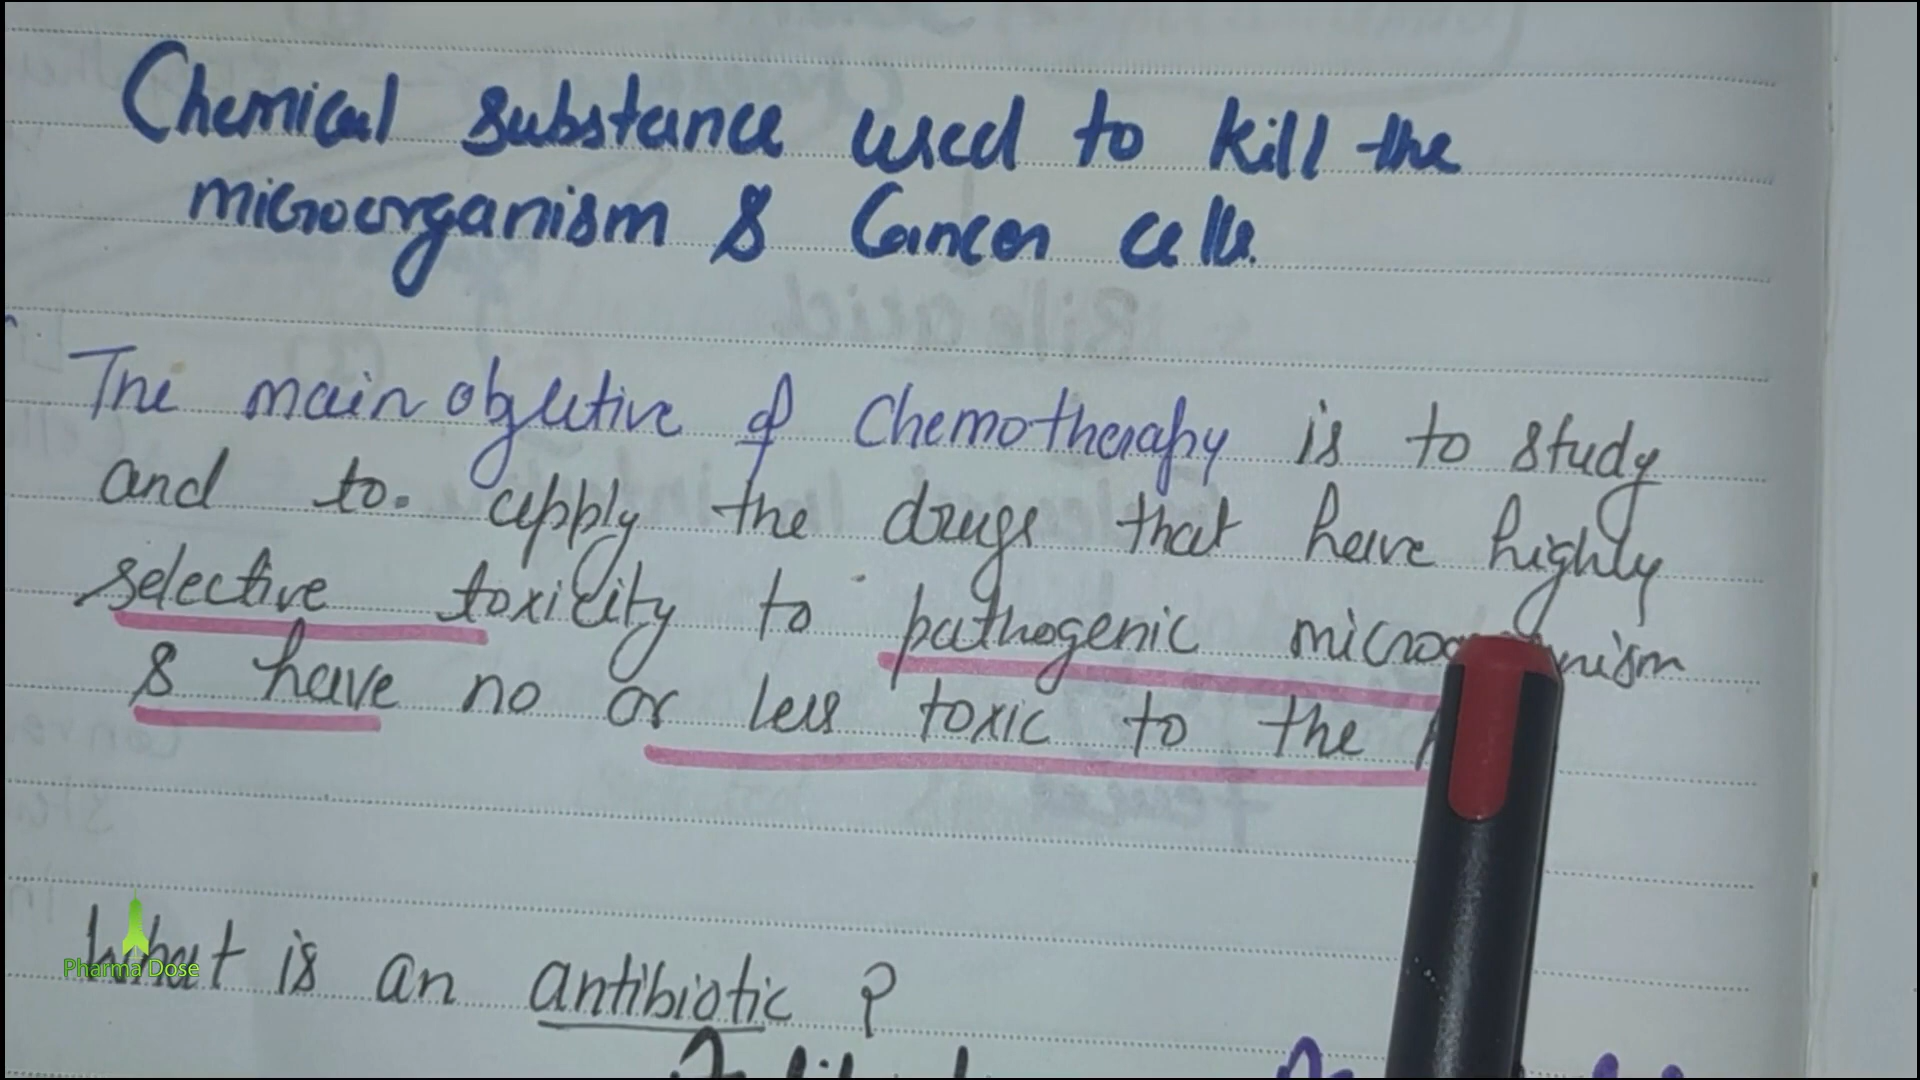 Chemical substance used to kill the
microorganism & Cancer cells.
The main objective of Chemotherapy is to study
and to. apply the drugs that have highly
selective toxicity to pathogenic
& have no or less toxic to the
What is an antibiotic ?
Pharma Dose